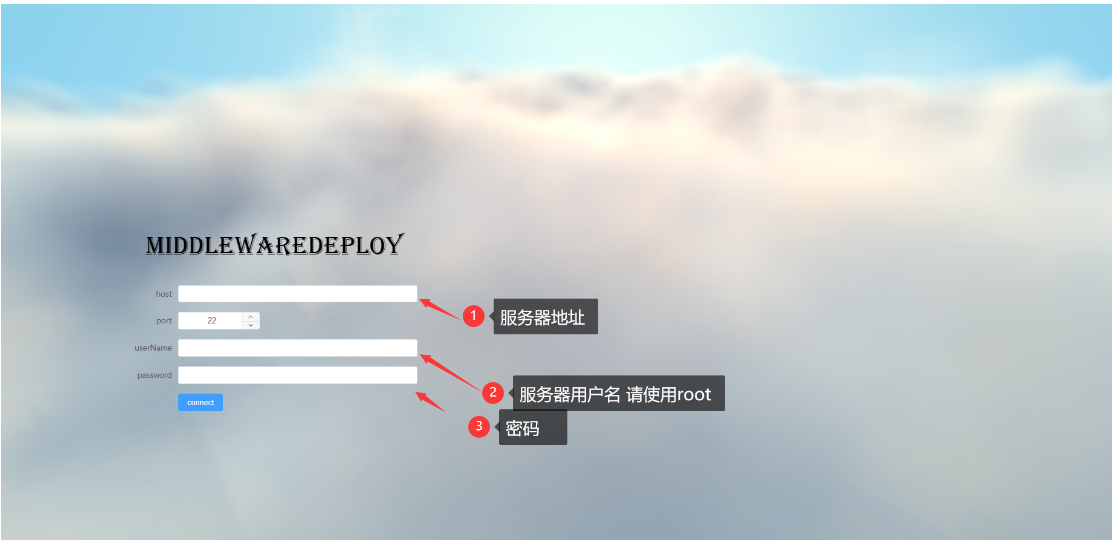 MIDDLEWAREDEPLOY
host
1 服务器地址
port 22
userName
password
2 服务器用户名 请使用root
connect
3 密码